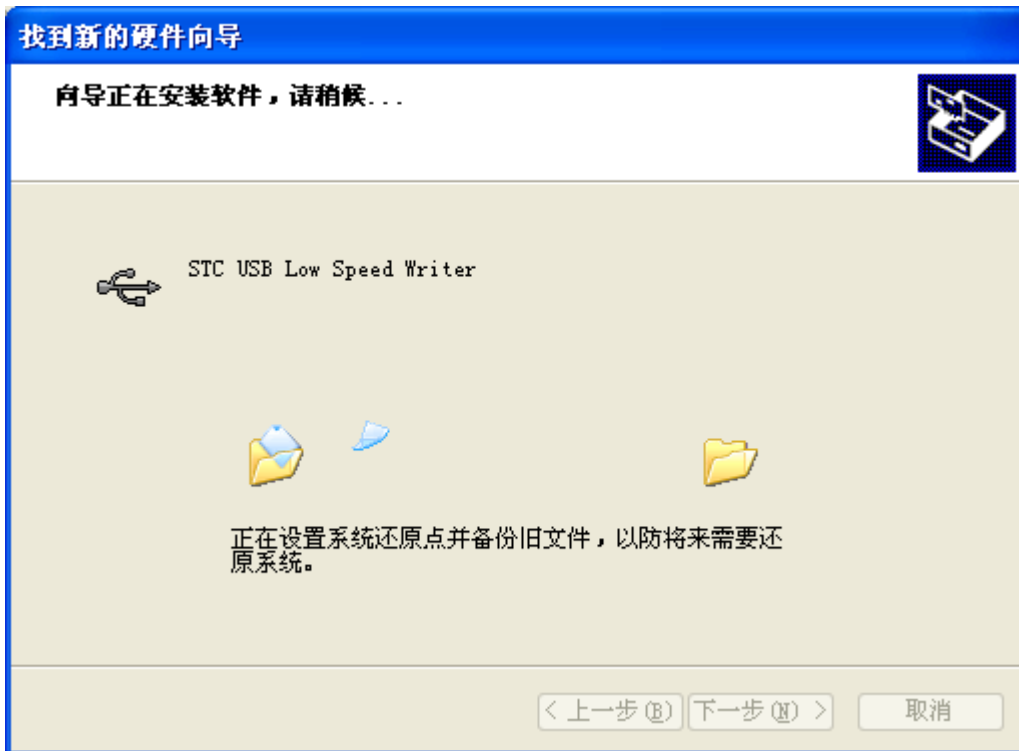 找到新的硬件向导
向导正在安装软件，请稍候...
STC USB Low Speed Writer
正在设置系统还原点并备份旧文件，以防将来需要还
原系统。
< 上一步(B) 下一步(N) > 取消